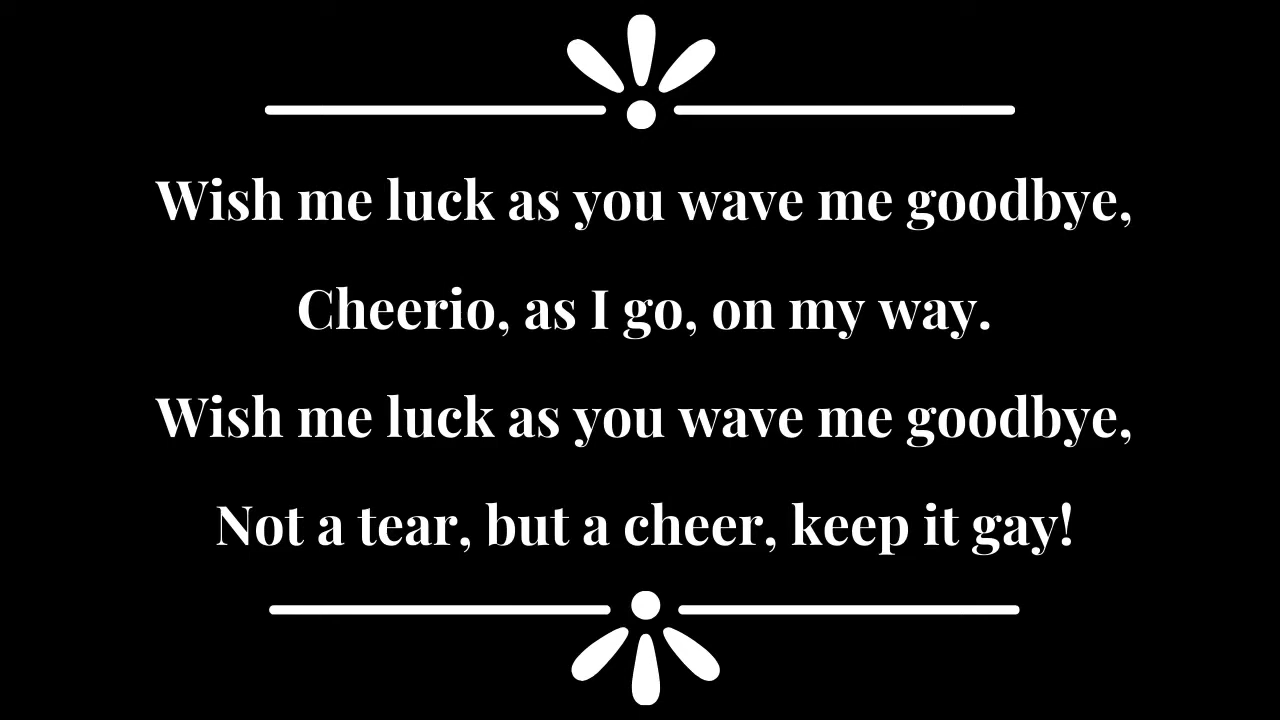 Wish me luck as you wave me goodbye,
Cheerio, as I go, on my way.
Wish me luck as you wave me goodbye,
Not a tear, but a cheer, keep it gay!